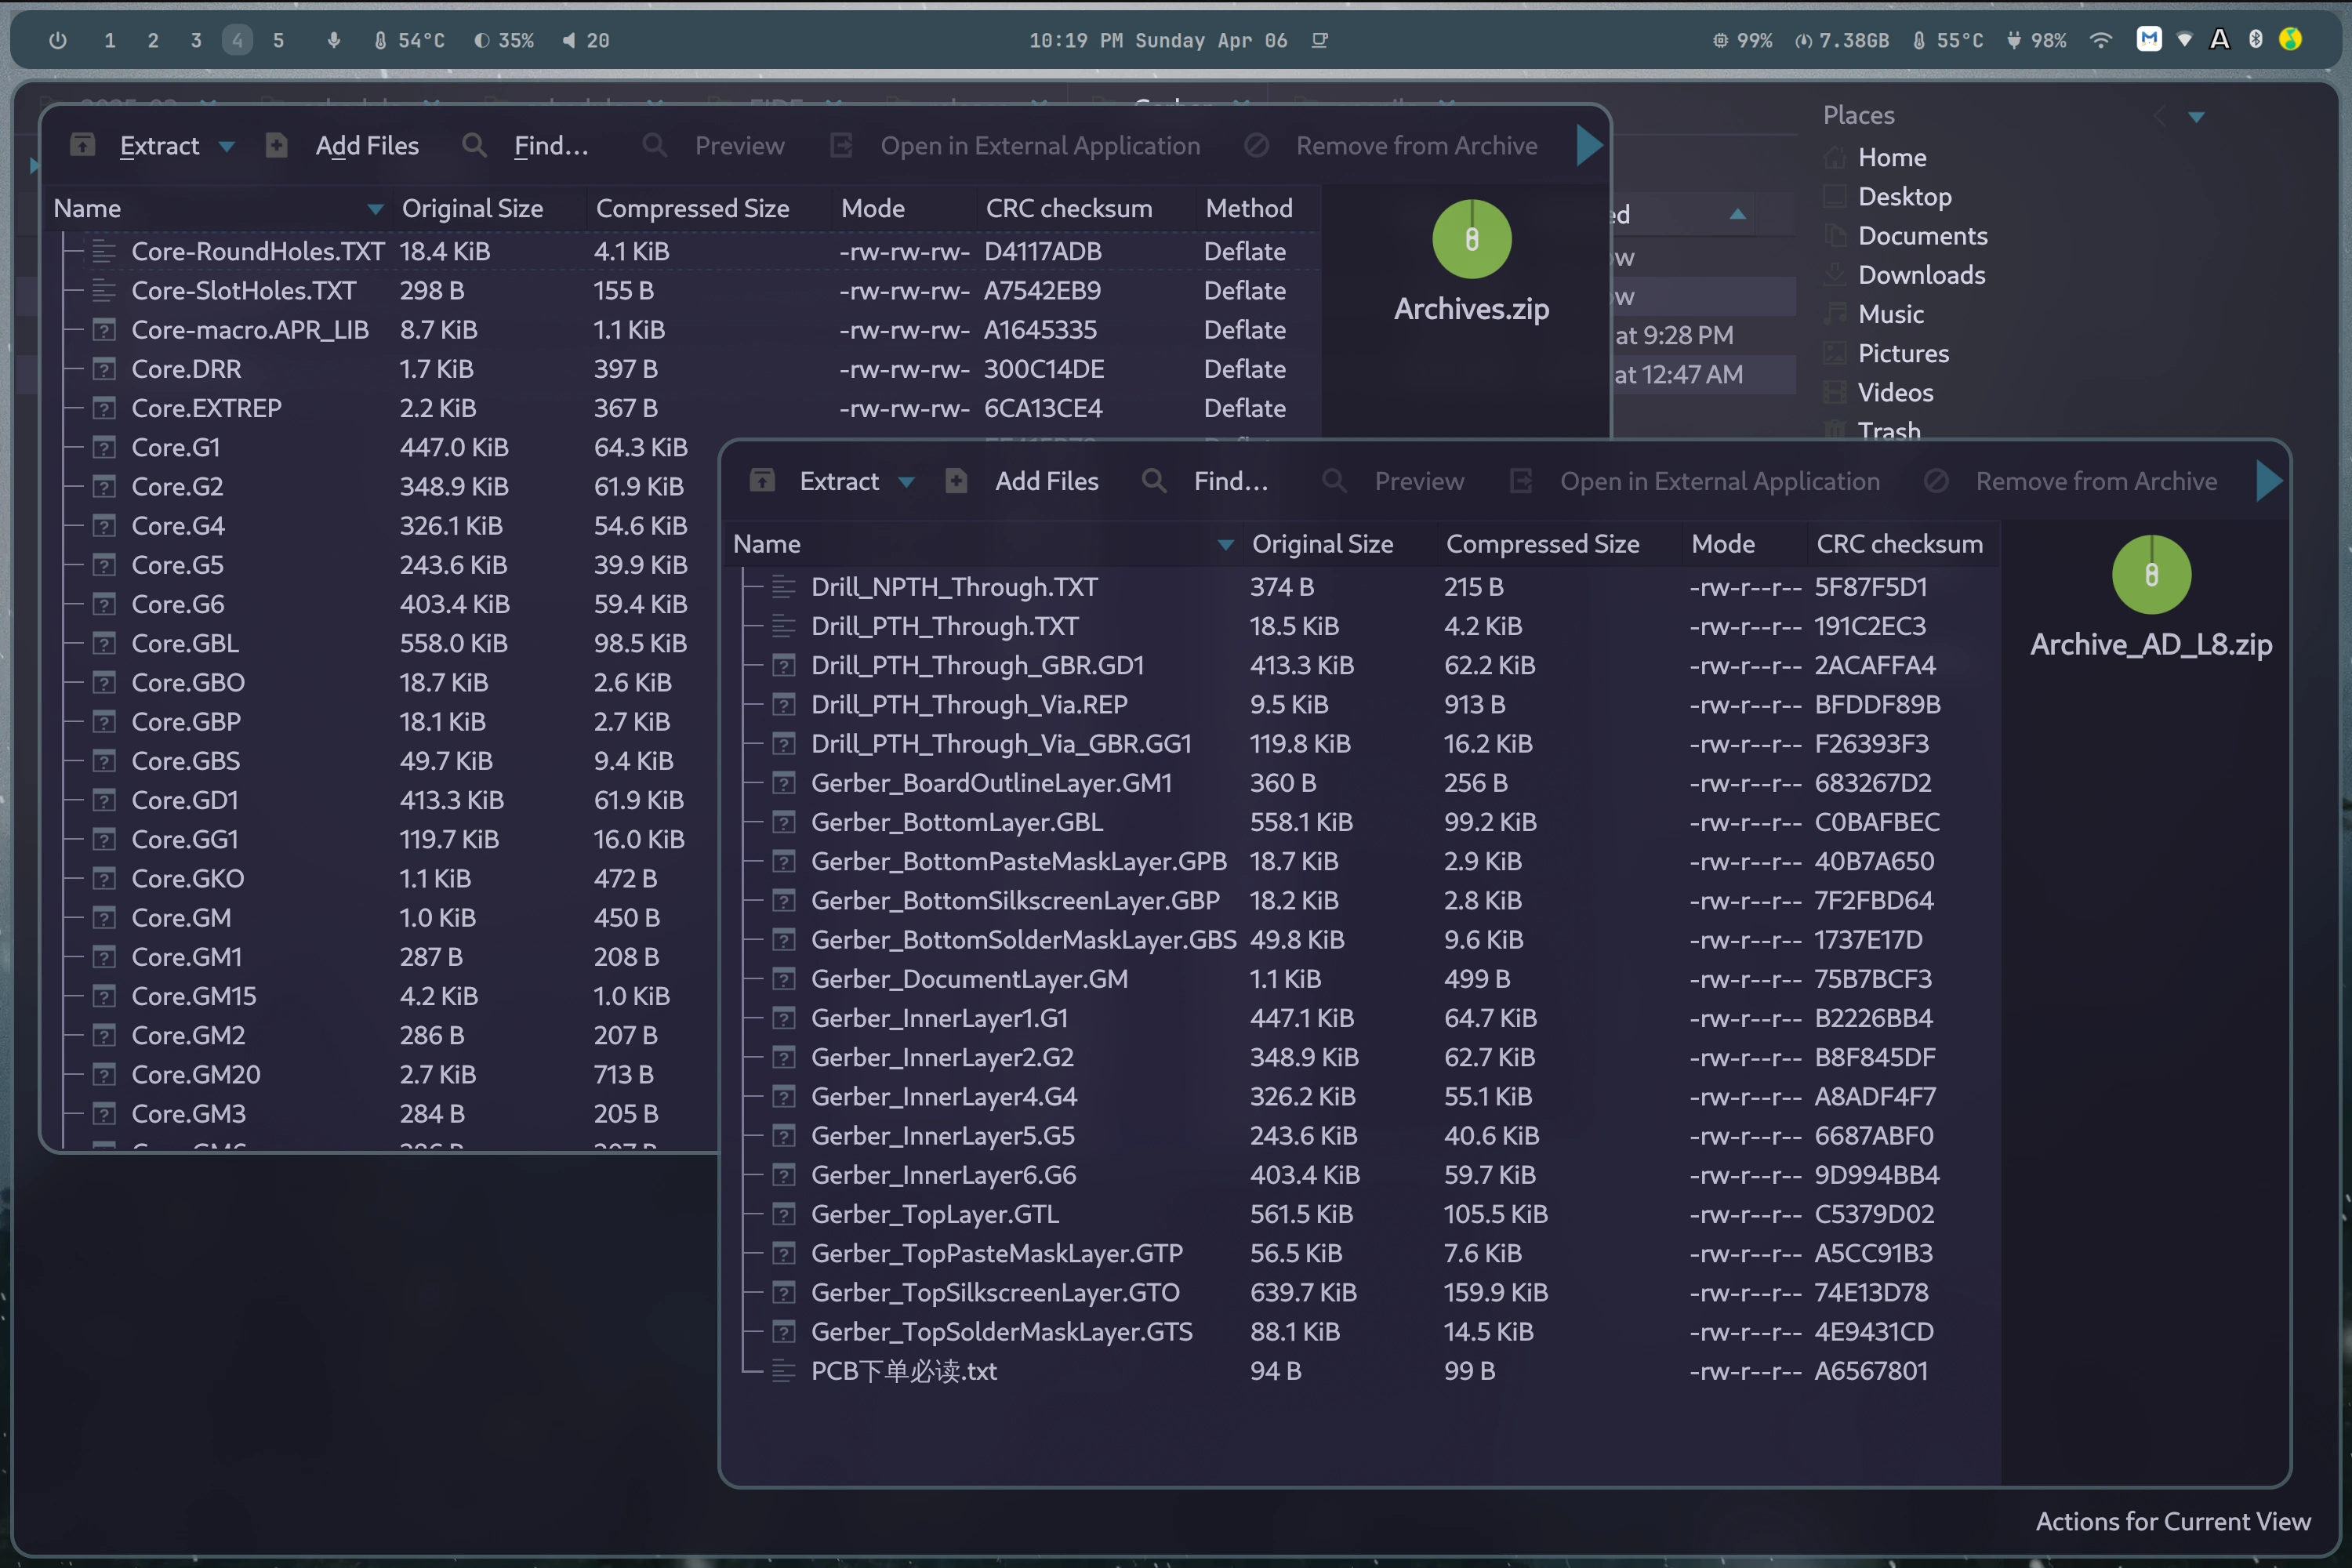 1 2 3 4 5 54°C 35% 20 10:19 PM Sunday Apr 06 99% 7.38GB 55°C 98%
Places
Home
Desktop
Documents
Downloads
Music
Pictures
Videos
Trash
at 9:28 PM
at 12:47 AM
Extract Add Files Find... Preview Open in External Application Remove from Archive
Name Original Size Compressed Size Mode CRC checksum Method
Core-RoundHoles.TXT 18.4 KiB 4.1 KiB -rw-rw-rw- D4117ADB Deflate
Core-SlotHoles.TXT 298 B 155 B -rw-rw-rw- A7542EB9 Deflate
Core-macro.APR_LIB 8.7 KiB 1.1 KiB -rw-rw-rw- A1645335 Deflate
Core.DRR 1.7 KiB 397 B -rw-rw-rw- 300C14DE Deflate
Core.EXTREP 2.2 KiB 367 B -rw-rw-rw- 6CA13CE4 Deflate
Core.G1 447.0 KiB 64.3 KiB
Core.G2 348.9 KiB 61.9 KiB
Core.G4 326.1 KiB 54.6 KiB
Core.G5 243.6 KiB 39.9 KiB
Core.G6 403.4 KiB 59.4 KiB
Core.GBL 558.0 KiB 98.5 KiB
Core.GBO 18.7 KiB 2.6 KiB
Core.GBP 18.1 KiB 2.7 KiB
Core.GBS 49.7 KiB 9.4 KiB
Core.GD1 413.3 KiB 61.9 KiB
Core.GG1 119.7 KiB 16.0 KiB
Core.GKO 1.1 KiB 472 B
Core.GM 1.0 KiB 450 B
Core.GM1 287 B 208 B
Core.GM15 4.2 KiB 1.0 KiB
Core.GM2 286 B 207 B
Core.GM20 2.7 KiB 713 B
Core.GM3 284 B 205 B
Archives.zip
Extract Add Files Find... Preview Open in External Application Remove from Archive
Name Original Size Compressed Size Mode CRC checksum
Drill_NPTH_Through.TXT 374 B 215 B -rw-r--r-- 5F87F5D1
Drill_PTH_Through.TXT 18.5 KiB 4.2 KiB -rw-r--r-- 191C2EC3
Drill_PTH_Through_GBR.GD1 413.3 KiB 62.2 KiB -rw-r--r-- 2ACAFFA4
Drill_PTH_Through_Via.REP 9.5 KiB 913 B -rw-r--r-- BFDDF89B
Drill_PTH_Through_Via_GBR.GG1 119.8 KiB 16.2 KiB -rw-r--r-- F26393F3
Gerber_BoardOutlineLayer.GM1 360 B 256 B -rw-r--r-- 683267D2
Gerber_BottomLayer.GBL 558.1 KiB 99.2 KiB -rw-r--r-- C0BAFBEC
Gerber_BottomPasteMaskLayer.GPB 18.7 KiB 2.9 KiB -rw-r--r-- 40B7A650
Gerber_BottomSilkscreenLayer.GBP 18.2 KiB 2.8 KiB -rw-r--r-- 7F2FBD64
Gerber_BottomSolderMaskLayer.GBS 49.8 KiB 9.6 KiB -rw-r--r-- 1737E17D
Gerber_DocumentLayer.GM 1.1 KiB 499 B -rw-r--r-- 75B7BCF3
Gerber_InnerLayer1.G1 447.1 KiB 64.7 KiB -rw-r--r-- B2226BB4
Gerber_InnerLayer2.G2 348.9 KiB 62.7 KiB -rw-r--r-- B8F845DF
Gerber_InnerLayer4.G4 326.2 KiB 55.1 KiB -rw-r--r-- A8ADF4F7
Gerber_InnerLayer5.G5 243.6 KiB 40.6 KiB -rw-r--r-- 6687ABF0
Gerber_InnerLayer6.G6 403.4 KiB 59.7 KiB -rw-r--r-- 9D994BB4
Gerber_TopLayer.GTL 561.5 KiB 105.5 KiB -rw-r--r-- C5379D02
Gerber_TopPasteMaskLayer.GTP 56.5 KiB 7.6 KiB -rw-r--r-- A5CC91B3
Gerber_TopSilkscreenLayer.GTO 639.7 KiB 159.9 KiB -rw-r--r-- 74E13D78
Gerber_TopSolderMaskLayer.GTS 88.1 KiB 14.5 KiB -rw-r--r-- 4E9431CD
PCB下单必读.txt 94 B 99 B -rw-r--r-- A6567801
Archive_AD_L8.zip
Actions for Current View